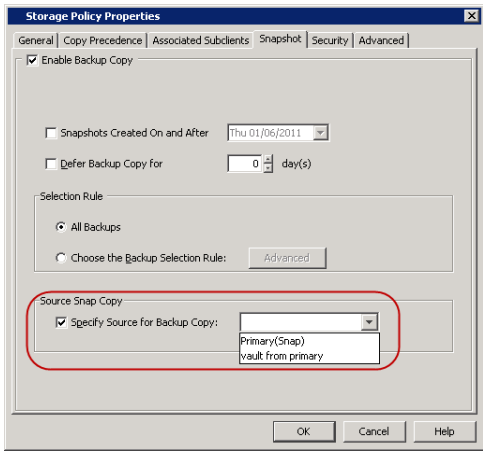 Storage Policy Properties
General Copy Precedence Associated Subclients Snapshot Security Advanced
Enable Backup Copy
Snapshots Created On and After Thu 01/06/2011
Defer Backup Copy for 0 day(s)
Selection Rule
All Backups
Choose the Backup Selection Rule: Advanced
Source Snap Copy
Specify Source for Backup Copy:
Primary(Snap)
vault from primary
OK Cancel Help